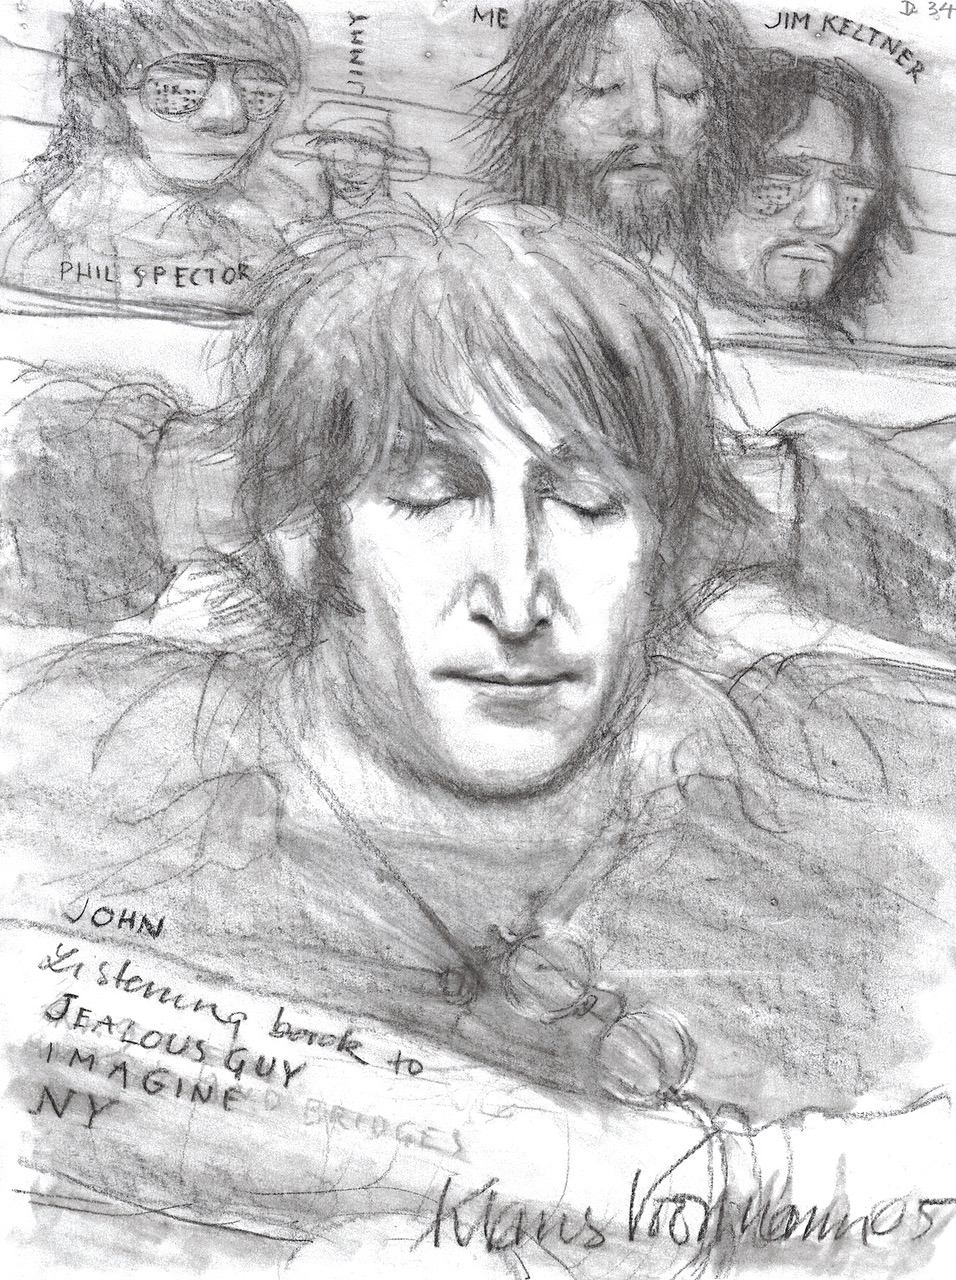 D. 34
JIMMY
ME
JIM KELTNER
PHIL SPECTOR
JOHN
Listening back to
JEALOUS GUY
IMAGINE
NY
BRIDGES
Klaus Voormann 05